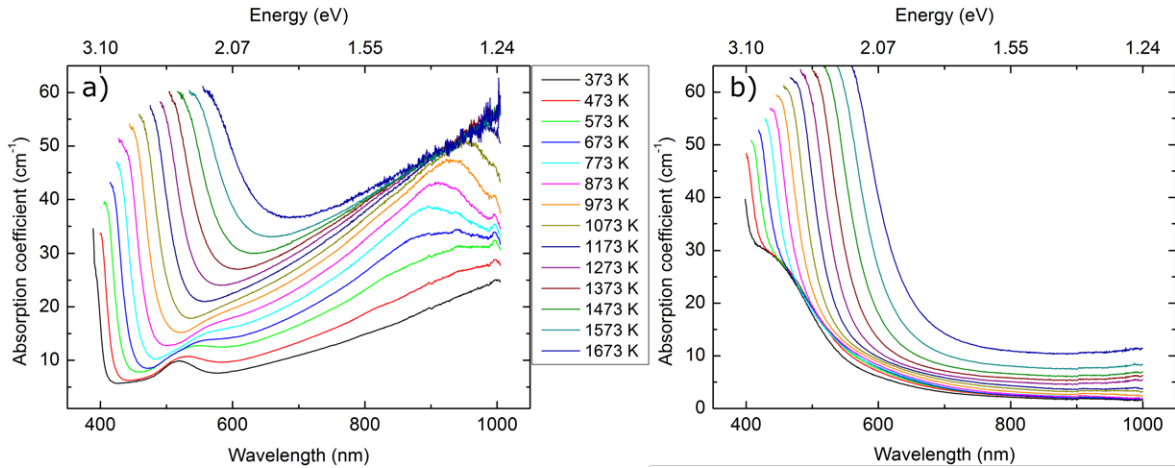 Energy (eV)
3.10 2.07 1.55 1.24
a)
60
50
40
30
20
10
Absorption coefficient (cm⁻¹)
400 600 800 1000
Wavelength (nm)
373 K
473 K
573 K
673 K
773 K
873 K
973 K
1073 K
1173 K
1273 K
1373 K
1473 K
1573 K
1673 K
Energy (eV)
3.10 2.07 1.55 1.24
b)
60
50
40
30
20
10
0
Absorption coefficient (cm⁻¹)
400 600 800 1000
Wavelength (nm)